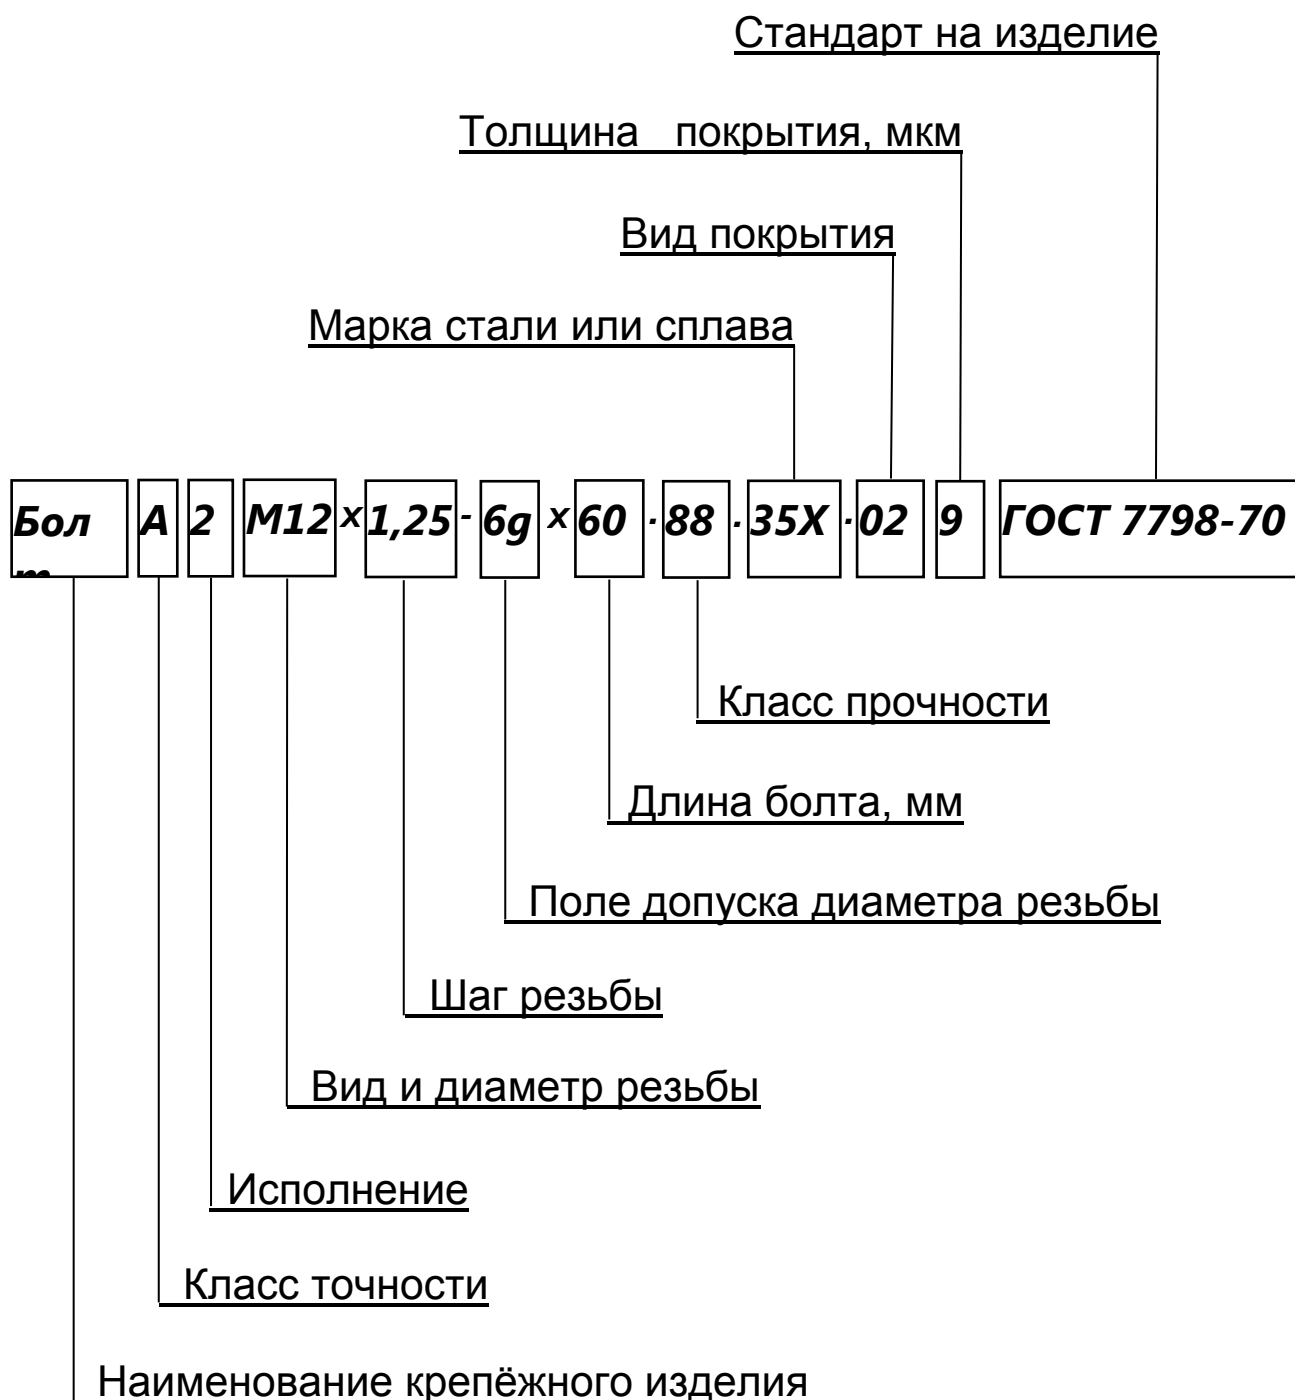 Стандарт на изделие
Толщина покрытия, мкм
Вид покрытия
Марка стали или сплава
Болт А 2 М12 х 1,25 - 6g х 60 . 88 . 35Х . 02 9 ГОСТ 7798-70
Класс прочности
Длина болта, мм
Поле допуска диаметра резьбы
Шаг резьбы
Вид и диаметр резьбы
Исполнение
Класс точности
Наименование крепёжного изделия